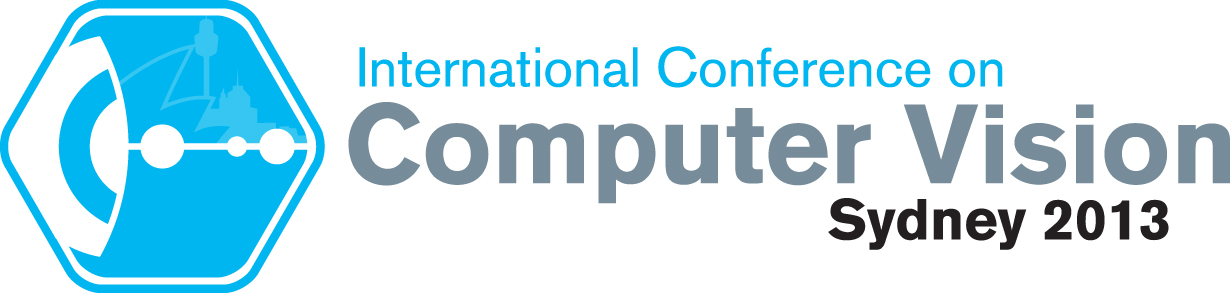 International Conference on
Computer Vision
Sydney 2013